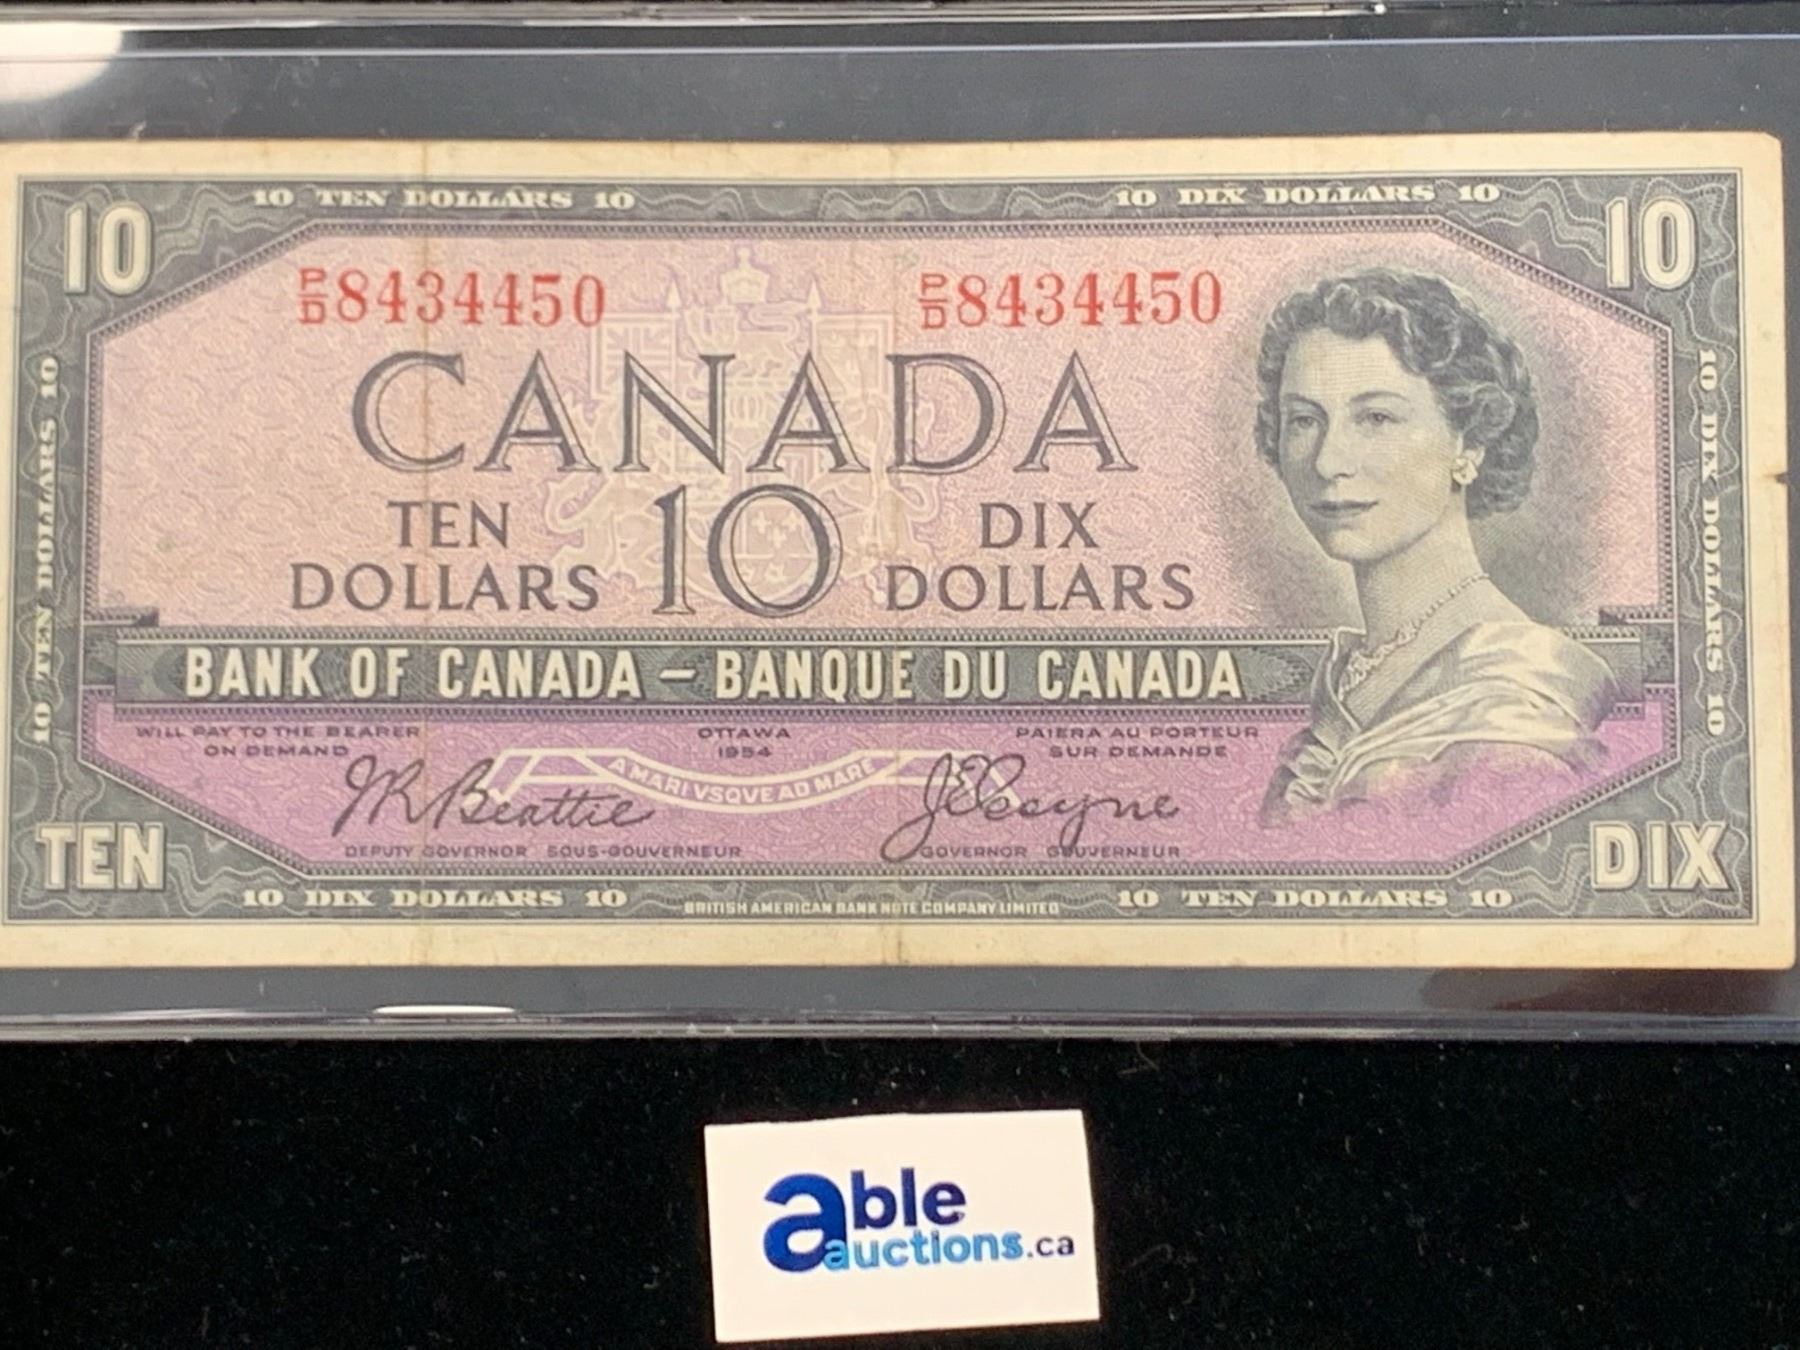 10 TEN DOLLARS 10
10 DIX DOLLARS 10
10
10
P/D 8434450
P/D 8434450
CANADA
TEN DOLLARS
10
DIX DOLLARS
10 TEN DOLLARS 10
10 DIX DOLLARS 10
BANK OF CANADA – BANQUE DU CANADA
WILL PAY TO THE BEARER
ON DEMAND
OTTAWA
1954
PAIERA AU PORTEUR
SUR DEMANDE
A MARI VSQVE AD MARE
J R Beattie
J E Coyne
DEPUTY GOVERNOR SOUS-GOUVERNEUR
GOVERNOR GOUVERNEUR
TEN
DIX
10 DIX DOLLARS 10
BRITISH AMERICAN BANK NOTE COMPANY LIMITED
10 TEN DOLLARS 10
able
auctions.ca